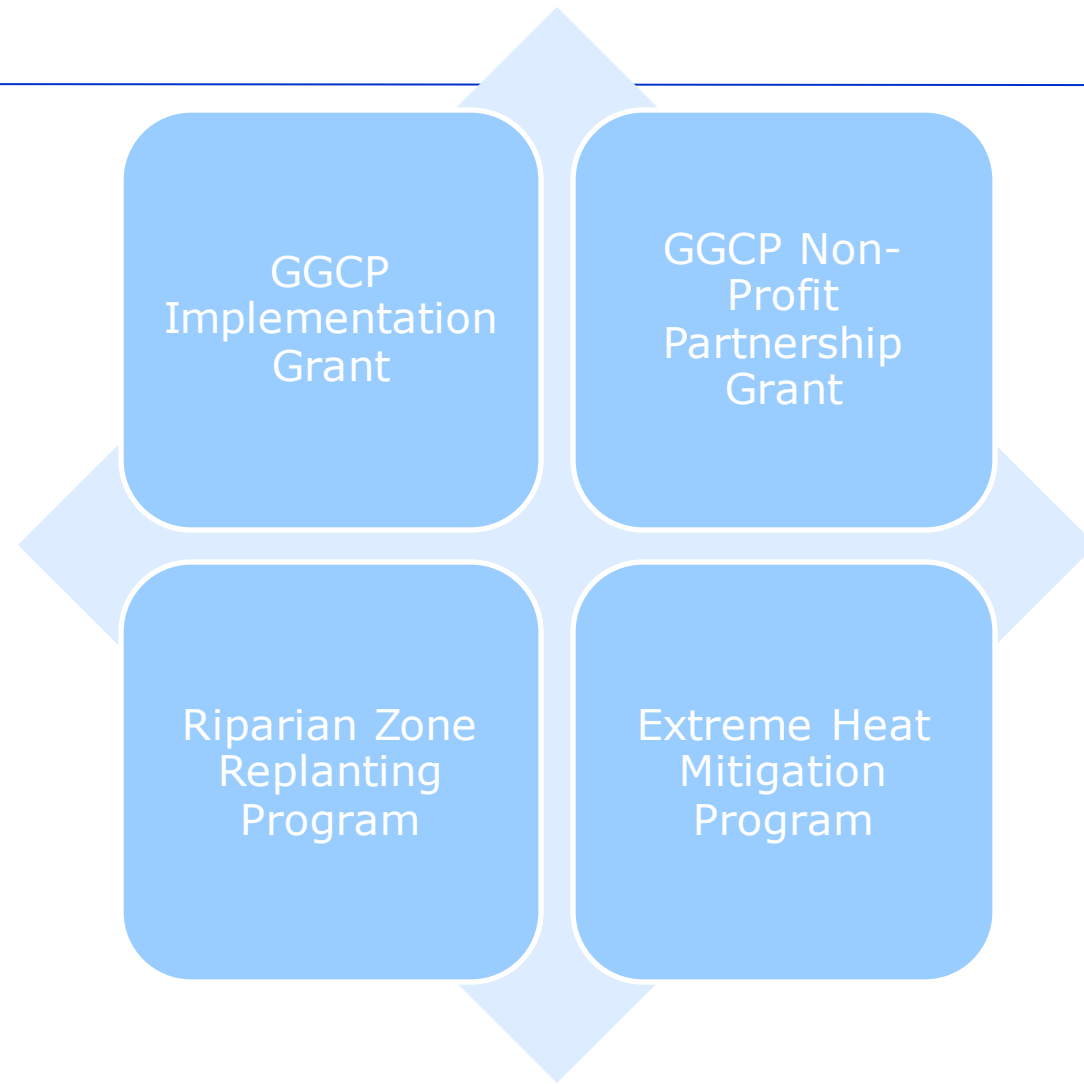 GGCP
Implementation
Grant
GGCP Non-
Profit
Partnership
Grant
Riparian Zone
Replanting
Program
Extreme Heat
Mitigation
Program